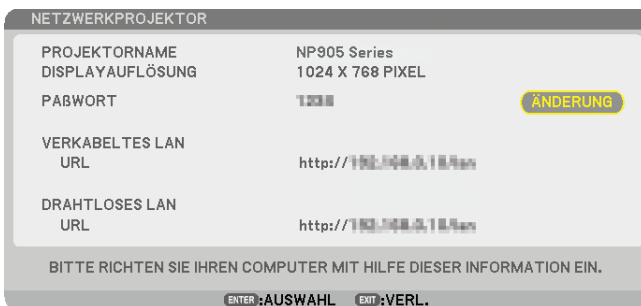 NETZWERKPROJEKTOR
PROJEKTORNAME NP905 Series
DISPLAYAUFLÖSUNG 1024 X 768 PIXEL
PAßWORT ÄNDERUNG
VERKABELTES LAN
URL http://
DRAHTLOSES LAN
URL http://
BITTE RICHTEN SIE IHREN COMPUTER MIT HILFE DIESER INFORMATION EIN.
ENTER :AUSWAHL EXIT :VERL.